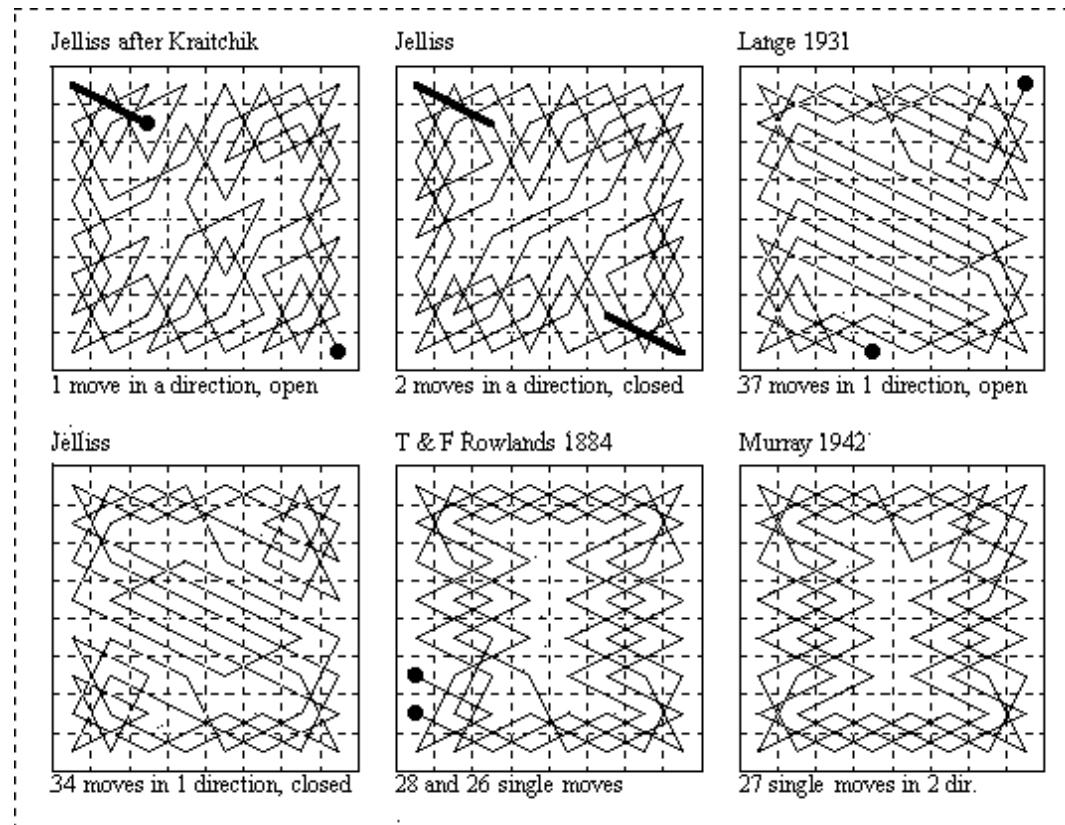 Jelliss after Kraitchik
Jelliss
Lange 1931
1 move in a direction, open
2 moves in a direction, closed
37 moves in 1 direction, open
Jelliss
T & F Rowlands 1884
Murray 1942
34 moves in 1 direction, closed
28 and 26 single moves
27 single moves in 2 dir.